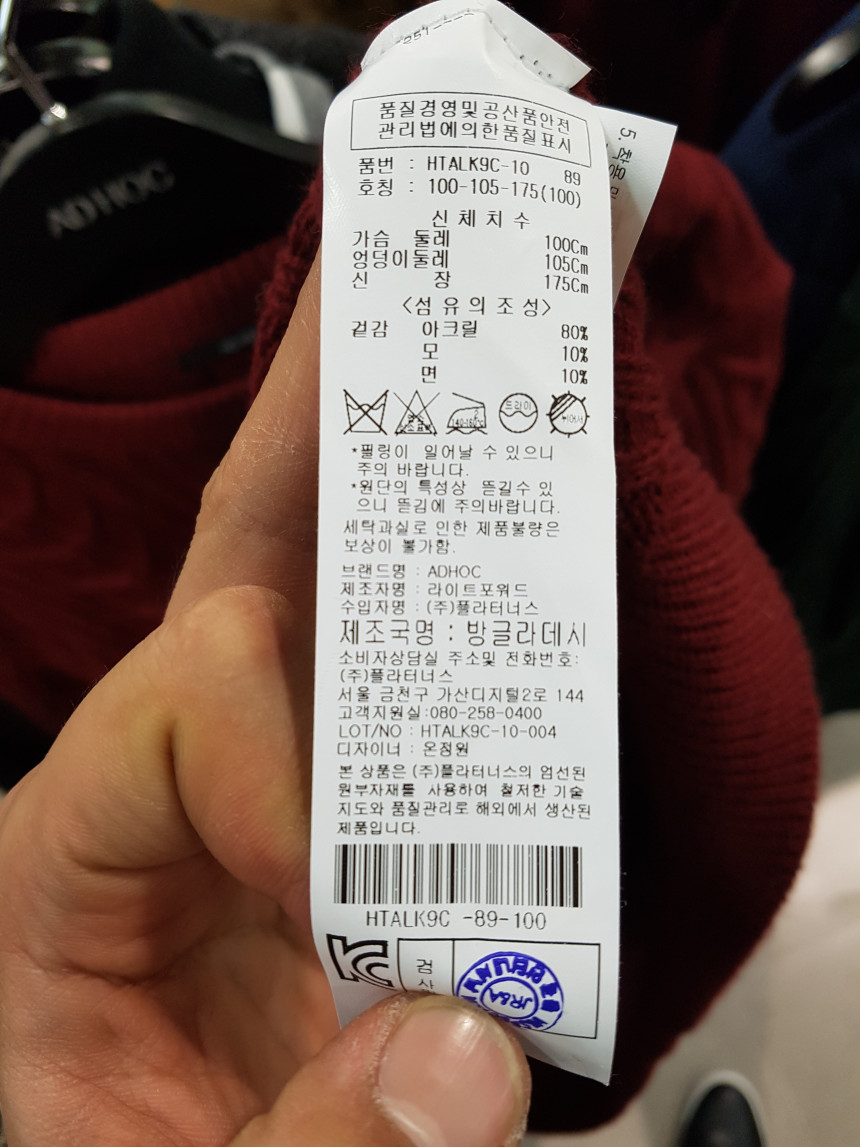 ADHOC
품질경영및공산품안전
관리법에의한품질표시
품번 : HTALK9C-10 89
호칭 : 100-105-175(100)
신체치수
가슴 둘레 100Cm
엉덩이둘레 105Cm
신 장 175Cm
<섬유의조성>
겉감 아크릴 80%
모 10%
면 10%
140-160℃
드라이
*필링이 일어날 수 있으니
주의 바랍니다.
*원단의 특성상 뜯길수 있
으니 뜯김에 주의바랍니다.
세탁과실로 인한 제품불량은
보상이 불가함.
브랜드명 : ADHOC
제조자명 : 라이트포워드
수입자명 : (주)플라터너스
제조국명 : 방글라데시
소비자상담실 주소및 전화번호:
(주)플라터너스
서울 금천구 가산디지털2로 144
고객지원실:080-258-0400
LOT/NO : HTALK9C-10-004
디자이너 : 온정원
본 상품은 (주)플라터너스의 엄선된
원부자재를 사용하여 철저한 기술
지도와 품질관리로 해외에서 생산된
제품입니다.
HTALK9C -89-100
검
사
JR&A
5. 착용